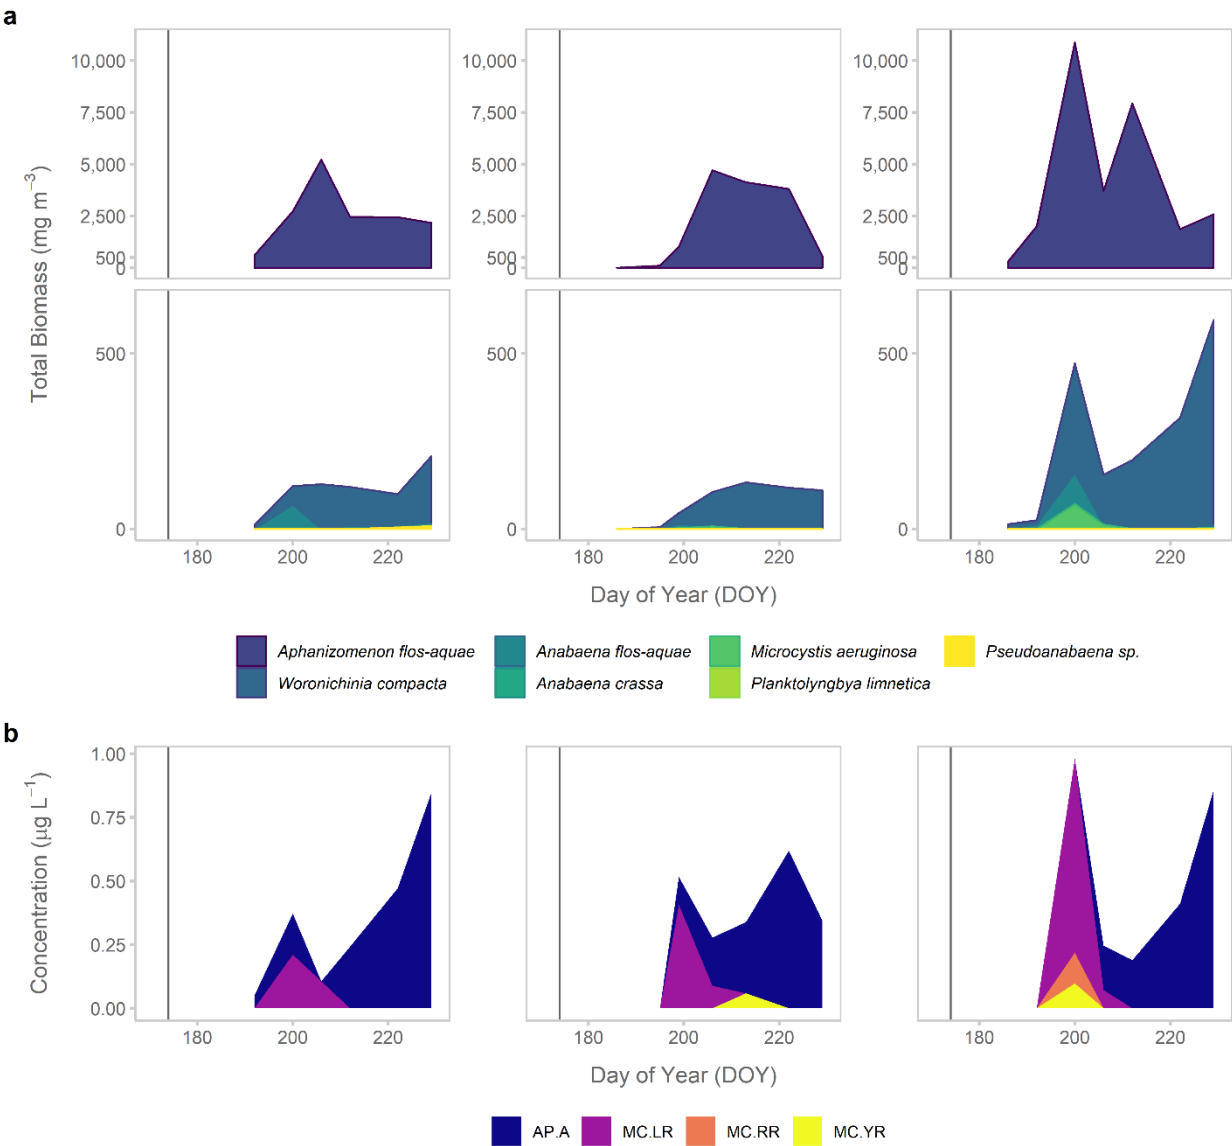 a
10,000
7,500
5,000
2,500
500
0
10,000
7,500
5,000
2,500
500
0
10,000
7,500
5,000
2,500
500
0
Total Biomass (mg m⁻³)
500
0
500
0
500
0
180 200 220
180 200 220
180 200 220
Day of Year (DOY)
Aphanizomenon flos-aquae Anabaena flos-aquae Microcystis aeruginosa Pseudoanabaena sp.
Woronichinia compacta Anabaena crassa Planktolyngbya limnetica
b
1.00
0.75
0.50
0.25
0.00
Concentration (μg L⁻¹)
180 200 220
180 200 220
180 200 220
Day of Year (DOY)
AP.A MC.LR MC.RR MC.YR